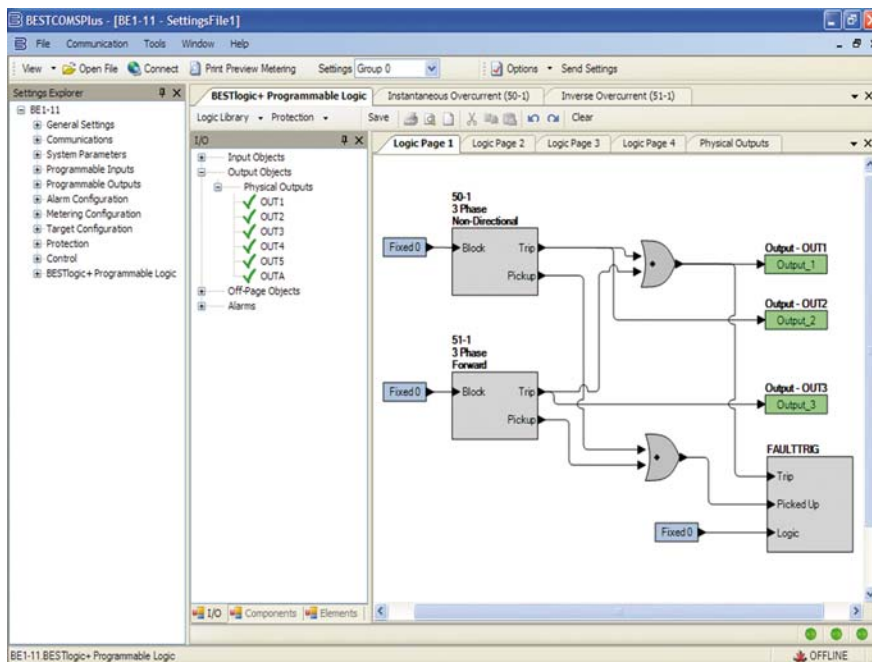 BESTCOMSPlus - [BE1-11 - SettingsFile1]
File Communication Tools Window Help
View Open File Connect Print Preview Metering Settings Group 0 Options Send Settings
Settings Explorer
BE1-11
General Settings
Communications
System Parameters
Programmable Inputs
Programmable Outputs
Alarm Configuration
Metering Configuration
Target Configuration
Protection
Control
BESTlogic+ Programmable Logic
BESTlogic+ Programmable Logic Instantaneous Overcurrent (50-1) Inverse Overcurrent (51-1)
Logic Library Protection Save Clear
I/O
Input Objects
Output Objects
Physical Outputs
OUT1
OUT2
OUT3
OUT4
OUT5
OUTA
Off-Page Objects
Alarms
I/O Components Elements
Logic Page 1 Logic Page 2 Logic Page 3 Logic Page 4 Physical Outputs
50-1
3 Phase
Non-Directional
Fixed 0
Block Trip
Pickup
Output - OUT1
Output_1
Output - OUT2
Output_2
51-1
3 Phase
Forward
Fixed 0
Block Trip
Pickup
Output - OUT3
Output_3
FAULTTRIG
Trip
Picked Up
Fixed 0
Logic
BE1-11.BESTlogic+ Programmable Logic
OFFLINE